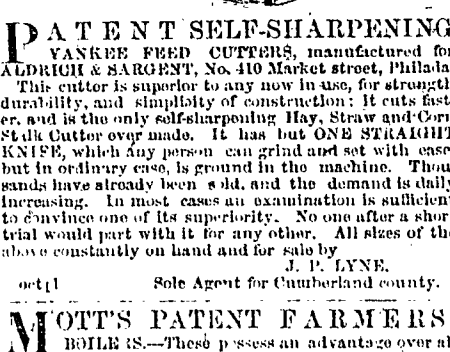 PATENT SELF-SHARPENING
YANKEE FEED CUTTERS, manufactured for
ALDRICH & SARGENT, No. 410 Market street, Philada
This cutter is superior to any now in use, for strength
durability, and simplicity of construction: It cuts fast
er, and is the only self-sharpening Hay, Straw and Corn
Stalk Cutter over made. It has but ONE STRAIGHT
KNIFE, which any person can grind and set with ease
but in ordinary case, is ground in the machine. Thou
sands have already been sold, and the demand is daily
increasing. In most cases an examination is sufficient
to convince one of its superiority. No one after a shor
trial would part with it for any other. All sizes of the
above constantly on hand and for sale by
J. P. LYNE.
oct 1 Sole Agent for Cumberland county.
MOTT'S PATENT FARMERS
BOILERS.—These possess an advantage over al